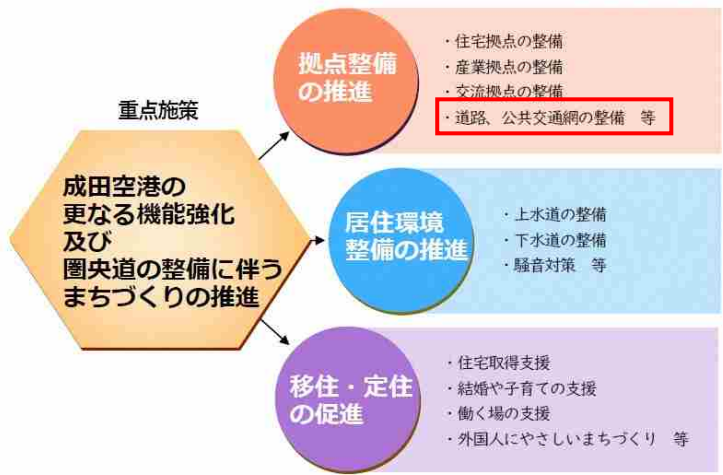 重点施策
成田空港の
更なる機能強化
及び
圏央道の整備に伴う
まちづくりの推進
拠点整備
の推進
・住宅拠点の整備
・産業拠点の整備
・交流拠点の整備
・道路、公共交通網の整備　等
居住環境
整備の推進
・上水道の整備
・下水道の整備
・騒音対策　等
移住・定住
の促進
・住宅取得支援
・結婚や子育ての支援
・働く場の支援
・外国人にやさしいまちづくり　等